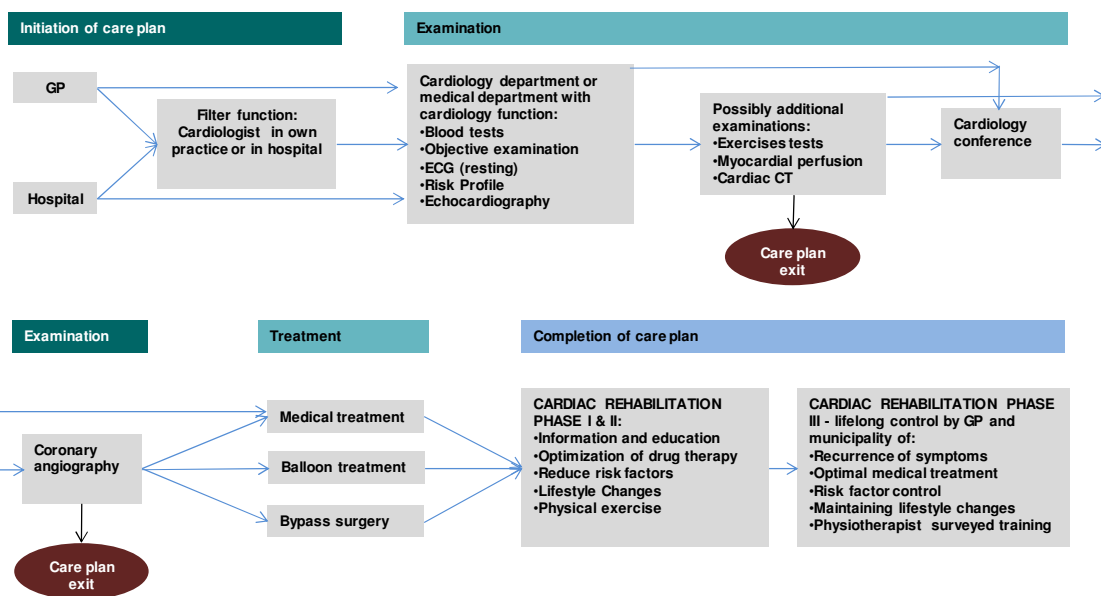 Initiation of care plan
Examination
GP
Hospital
Filter function:
Cardiologist in own
practice or in hospital
Cardiology department or
medical department with
cardiology function:
•Blood tests
•Objective examination
•ECG (resting)
•Risk Profile
•Echocardiography
Possibly additional
examinations:
•Exercises tests
•Myocardial perfusion
•Cardiac CT
Cardiology
conference
Care plan
exit
Examination
Treatment
Completion of care plan
Coronary
angiography
Care plan
exit
Medical treatment
Balloon treatment
Bypass surgery
CARDIAC REHABILITATION
PHASE I & II:
•Information and education
•Optimization of drug therapy
•Reduce risk factors
•Lifestyle Changes
•Physical exercise
CARDIAC REHABILITATION PHASE
III - lifelong control by GP and
municipality of:
•Recurrence of symptoms
•Optimal medical treatment
•Risk factor control
•Maintaining lifestyle changes
•Physiotherapist surveyed training